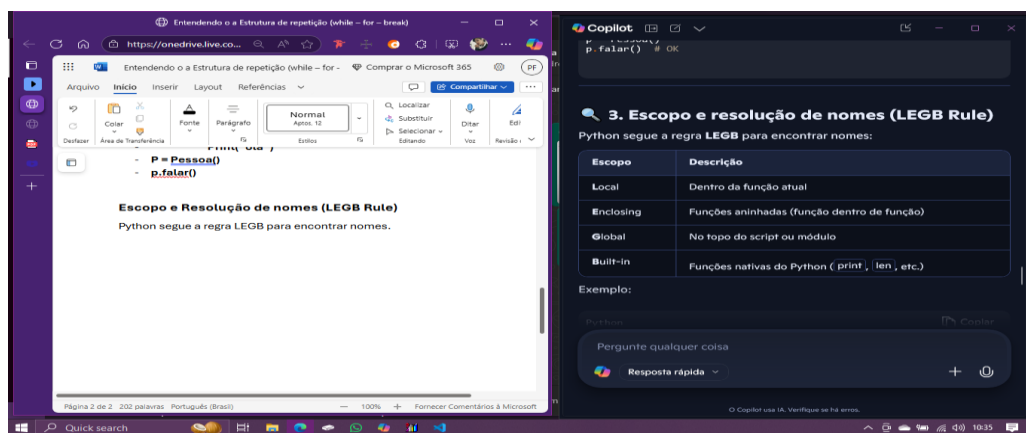 Entendendo o a Estrutura de repetição (while – for – break)
https://onedrive.live.co...
Entendendo o a Estrutura de repetição (while – for -
Comprar o Microsoft 365
PF
Arquivo Início Inserir Layout Referências
Compartilhar
Colar
Fonte
Parágrafo
Normal
Aptos, 12
Localizar
Substituir
Selecionar
Ditar
Edi
Desfazer Área de Transferência Estilos Editando Voz Revisão
- P = Pessoa()
- p.falar()
Escopo e Resolução de nomes (LEGB Rule)
Python segue a regra LEGB para encontrar nomes.
Página 2 de 2 202 palavras Português (Brasil) 100% Fornecer Comentários à Microsoft
Copilot
p.falar() # OK
3. Escopo e resolução de nomes (LEGB Rule)
Python segue a regra LEGB para encontrar nomes:
Escopo Descrição
Local Dentro da função atual
Enclosing Funções aninhadas (função dentro de função)
Global No topo do script ou módulo
Built-in Funções nativas do Python ( print , len , etc.)
Exemplo:
Python Copiar
Pergunte qualquer coisa
Resposta rápida
O Copilot usa IA. Verifique se há erros.
Quick search
10:35